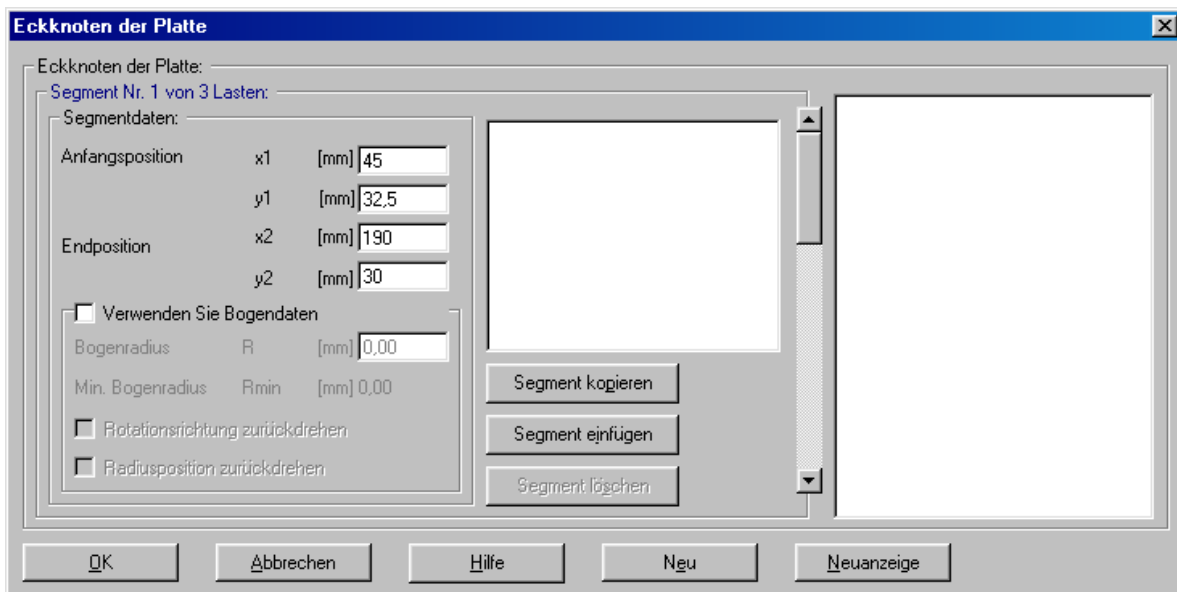 Eckknoten der Platte
Eckknoten der Platte:
Segment Nr. 1 von 3 Lasten:
Segmentdaten:
Anfangsposition x1 [mm] 45
y1 [mm] 32,5
Endposition x2 [mm] 190
y2 [mm] 30
Verwenden Sie Bogendaten
Bogenradius R [mm] 0,00
Min. Bogenradius Rmin [mm] 0,00
Rotationsrichtung zurückdrehen
Radiusposition zurückdrehen
Segment kopieren
Segment einfügen
Segment löschen
OK Abbrechen Hilfe Neu Neuanzeige